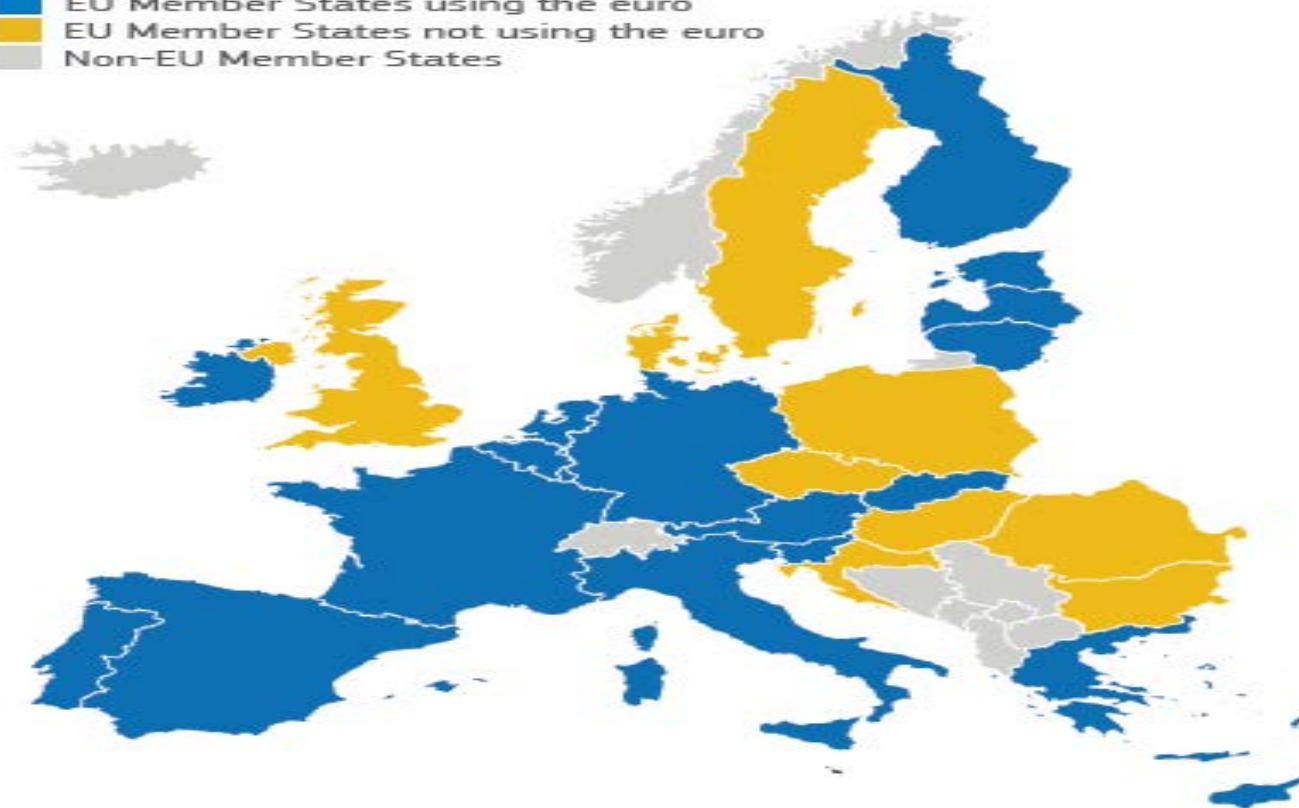 EU Member States using the euro
EU Member States not using the euro
Non-EU Member States